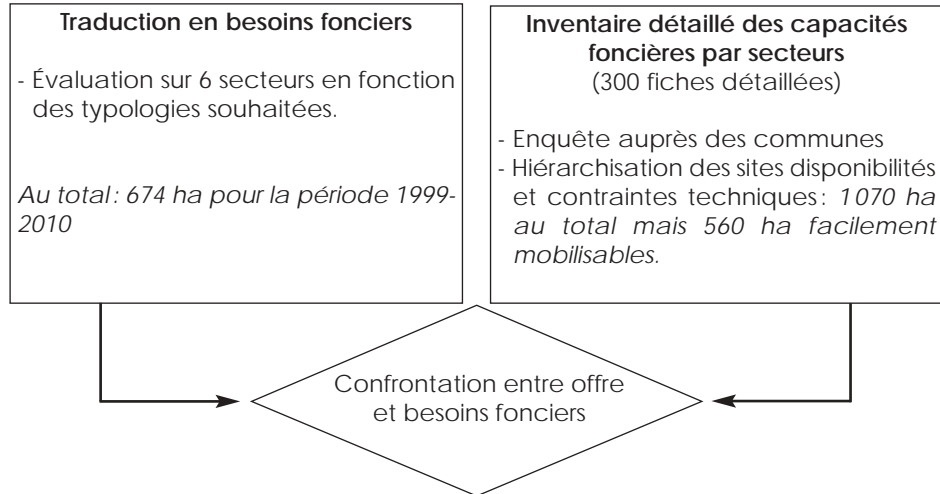 Traduction en besoins fonciers
- Évaluation sur 6 secteurs en fonction
des typologies souhaitées.
Au total : 674 ha pour la période 1999-
2010
Inventaire détaillé des capacités
foncières par secteurs
(300 fiches détaillées)
- Enquête auprès des communes
- Hiérarchisation des sites disponibilités
et contraintes techniques : 1 070 ha
au total mais 560 ha facilement
mobilisables.
Confrontation entre offre
et besoins fonciers